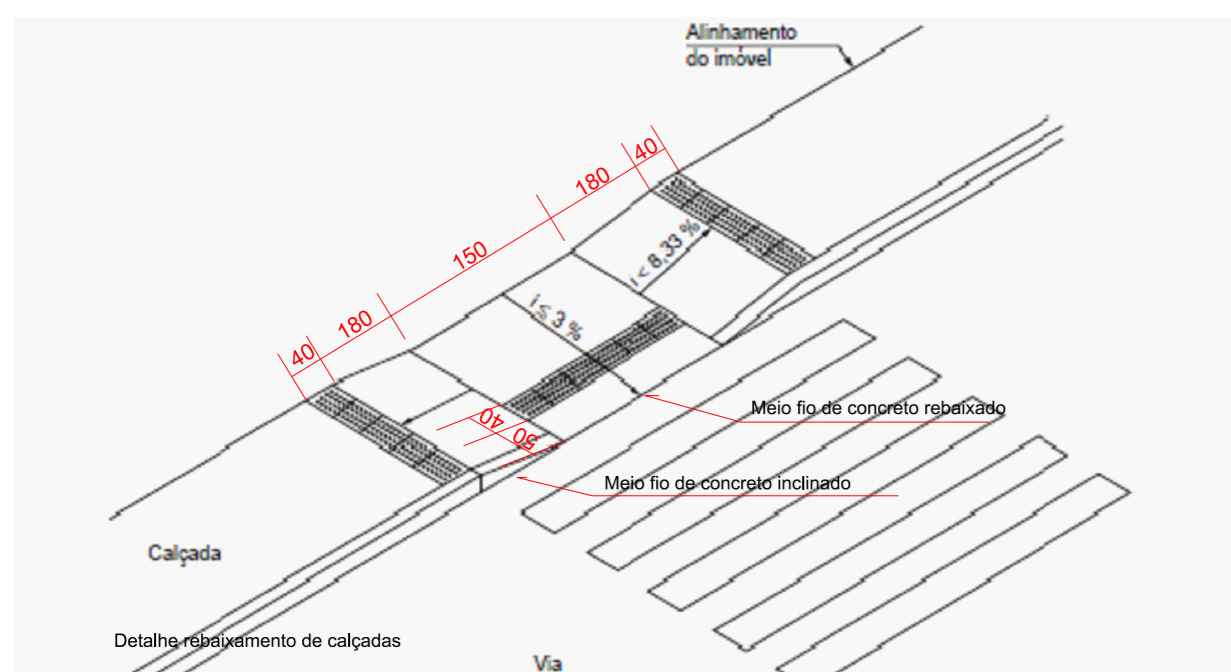 Alinhamento
do imóvel
40
180
150
180
40
i < 8,33 %
i ≤ 3 %
40
50
Meio fio de concreto rebaixado
Meio fio de concreto inclinado
Calçada
Detalhe rebaixamento de calçadas
Via